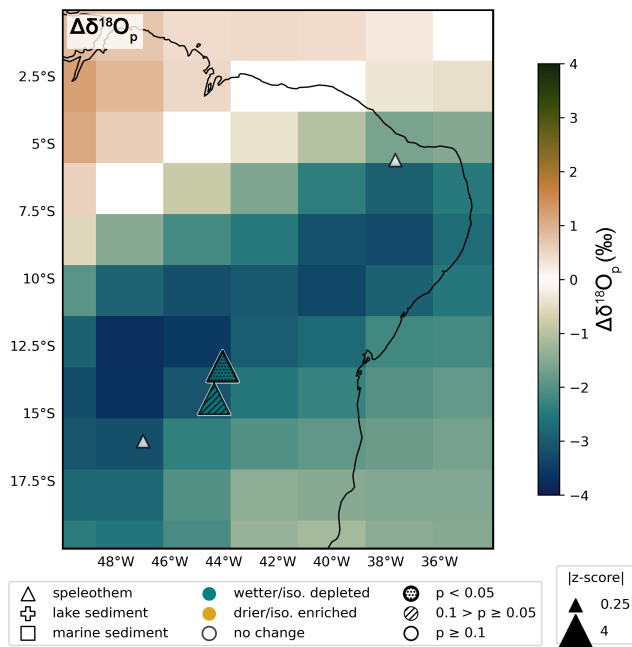 Δδ¹⁸Oₚ
2.5°S
5°S
7.5°S
10°S
12.5°S
15°S
17.5°S
48°W 46°W 44°W 42°W 40°W 38°W 36°W
4
3
2
1
0
−1
−2
−3
−4
Δδ¹⁸Oₚ (‰)
speleothem
lake sediment
marine sediment
wetter/iso. depleted
drier/iso. enriched
no change
p < 0.05
0.1 > p ≥ 0.05
p ≥ 0.1
|z-score|
0.25
4